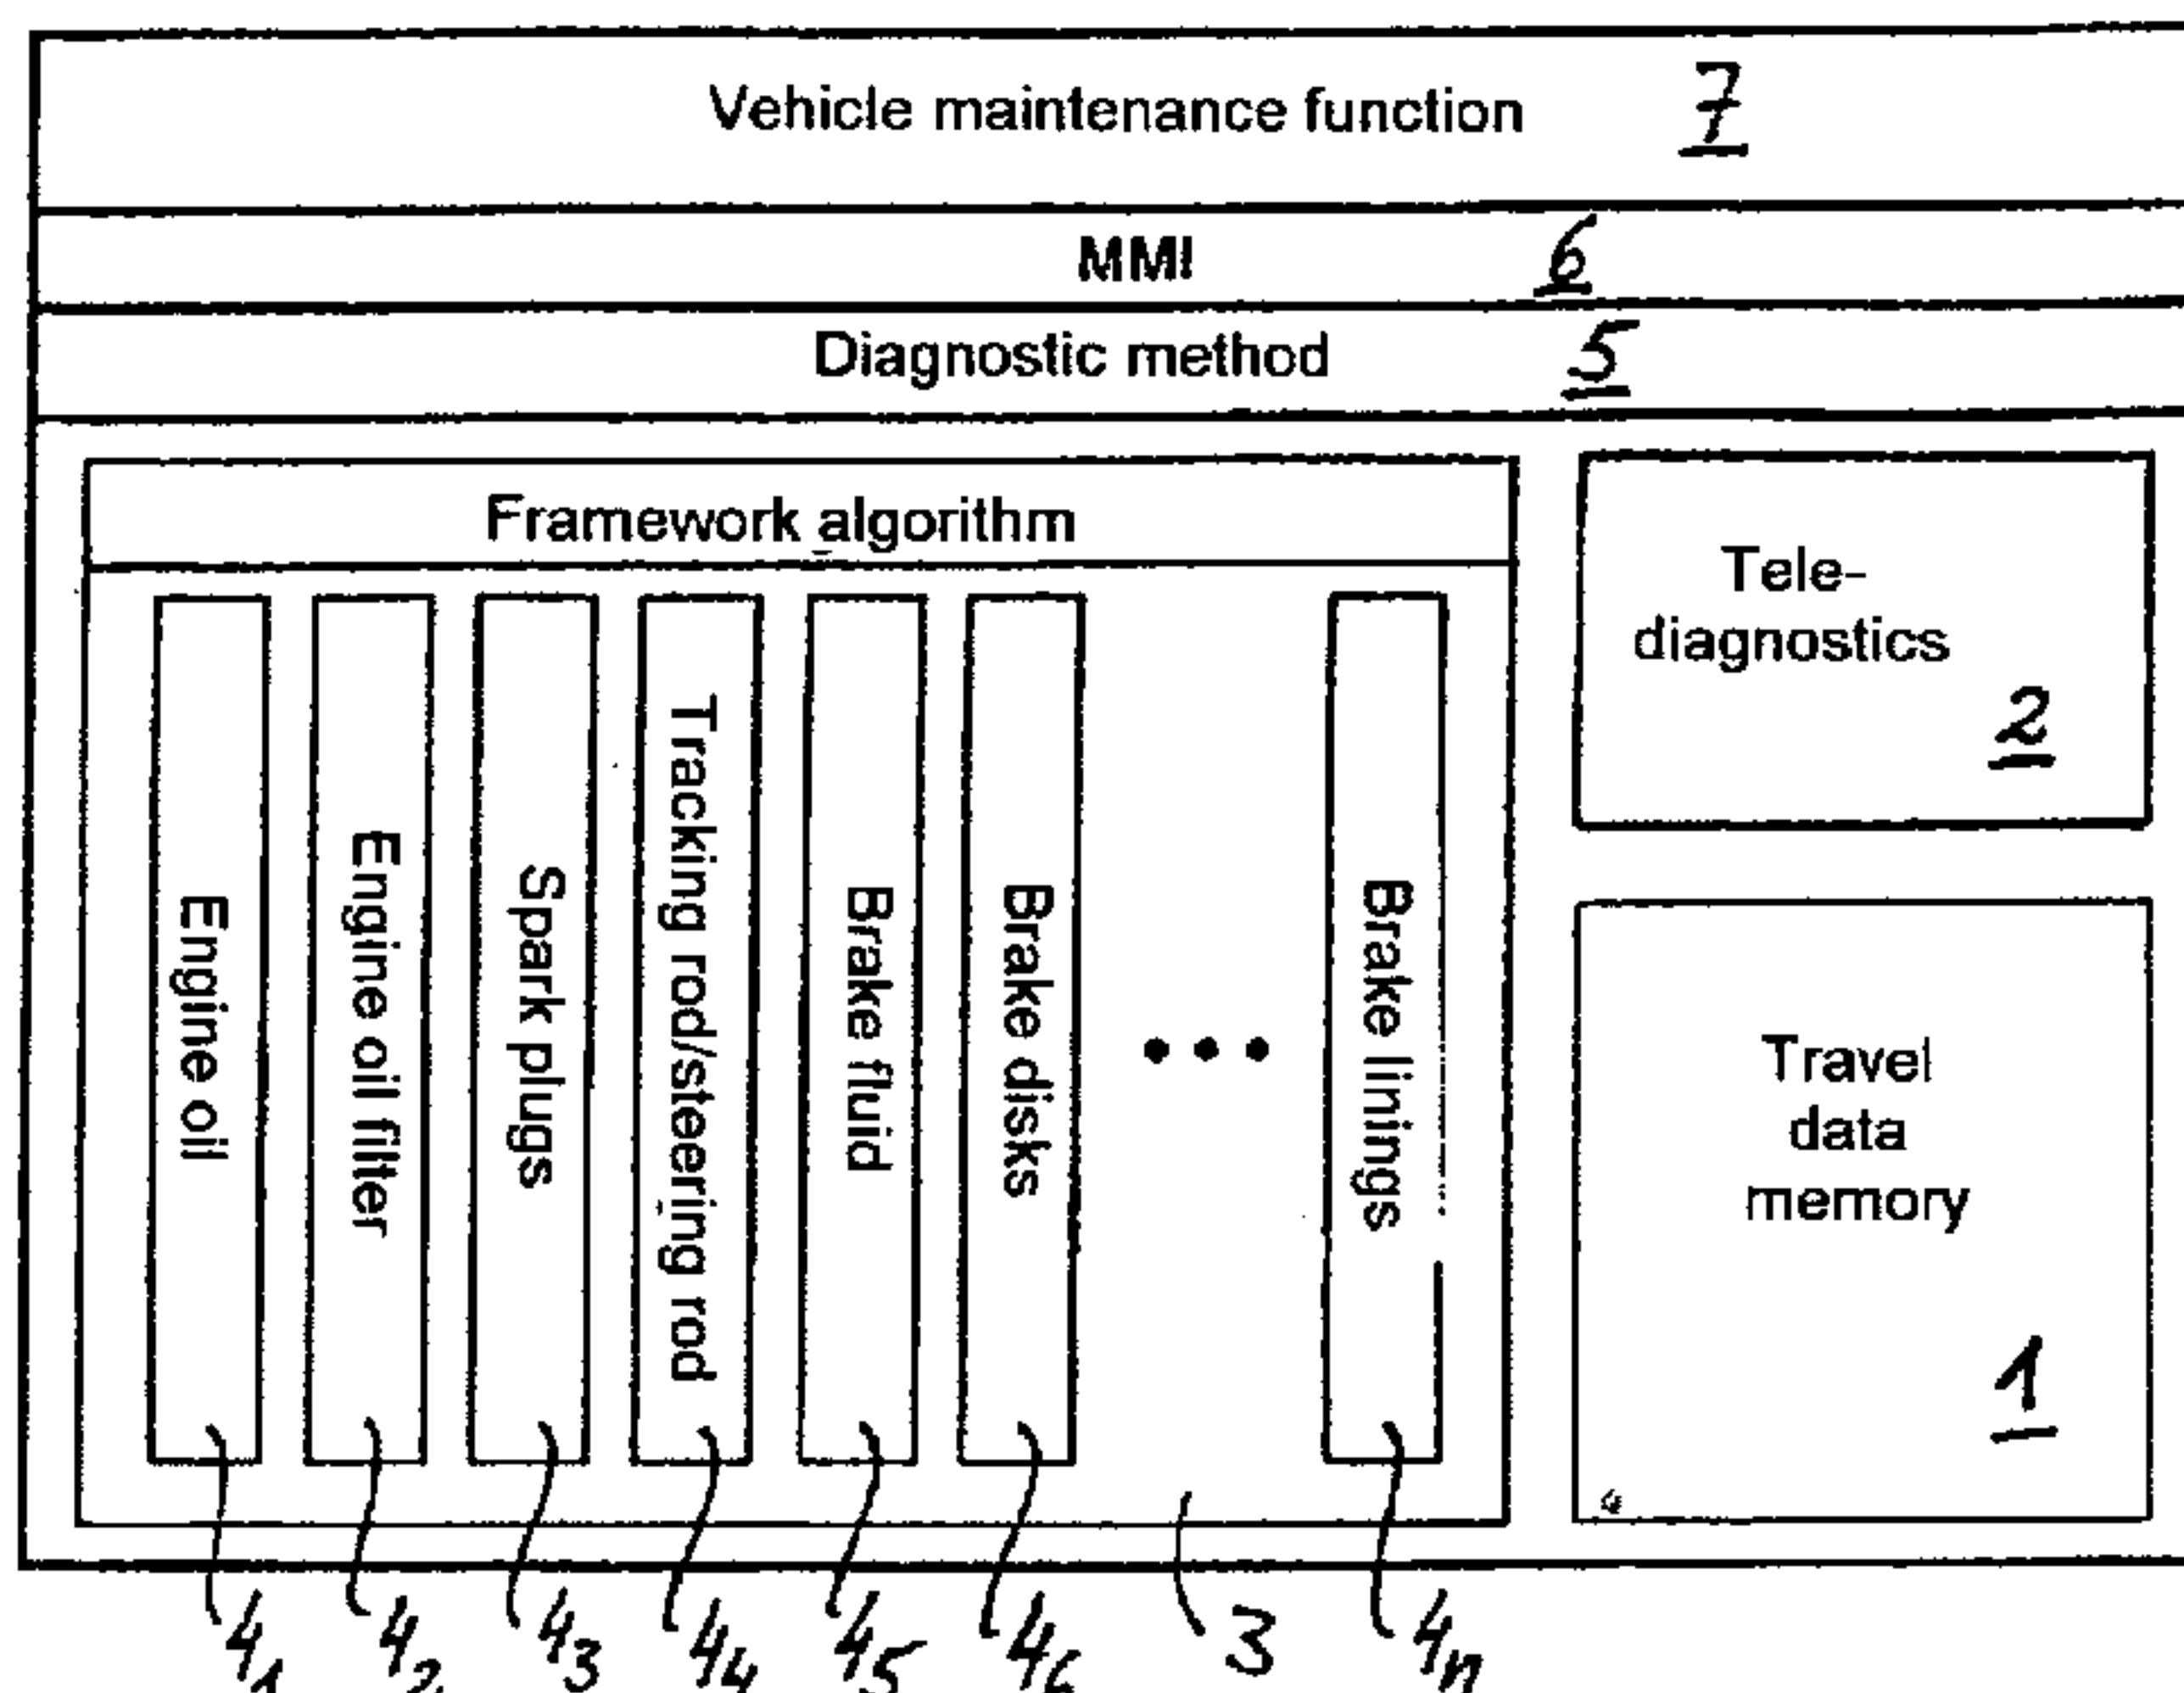 Vehicle maintenance function 7
MMI 6
Diagnostic method 5
Framework algorithm
Engine oil
Engine oil filter
Spark plugs
Tracking rod/steering rod
Brake fluid
Brake disks
•••
Brake linings
Tele-
diagnostics
2
Travel
data
memory
1
4₁ 4₂ 4₃ 4₄ 4₅ 4₆ 3 4ₙ